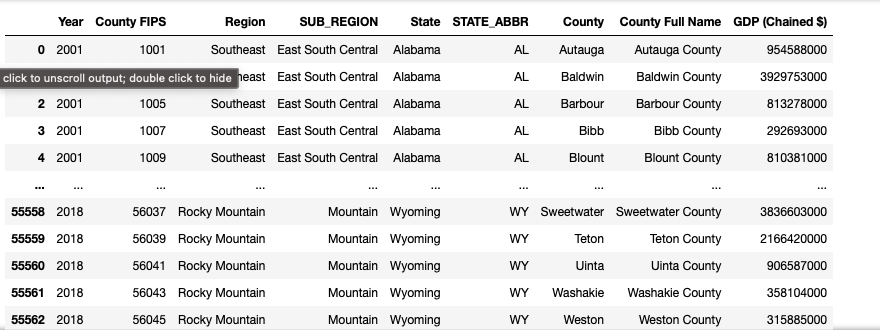 Year County FIPS Region SUB_REGION State STATE_ABBR County County Full Name GDP (Chained $)
0 2001 1001 Southeast East South Central Alabama AL Autauga Autauga County 954588000
click to unscroll output; double click to hide heast East South Central Alabama AL Baldwin Baldwin County 3929753000
2 2001 1005 Southeast East South Central Alabama AL Barbour Barbour County 813278000
3 2001 1007 Southeast East South Central Alabama AL Bibb Bibb County 292693000
4 2001 1009 Southeast East South Central Alabama AL Blount Blount County 810381000
... ... ... ... ... ... ... ... ... ...
55558 2018 56037 Rocky Mountain Mountain Wyoming WY Sweetwater Sweetwater County 3836603000
55559 2018 56039 Rocky Mountain Mountain Wyoming WY Teton Teton County 2166420000
55560 2018 56041 Rocky Mountain Mountain Wyoming WY Uinta Uinta County 906587000
55561 2018 56043 Rocky Mountain Mountain Wyoming WY Washakie Washakie County 358104000
55562 2018 56045 Rocky Mountain Mountain Wyoming WY Weston Weston County 315885000